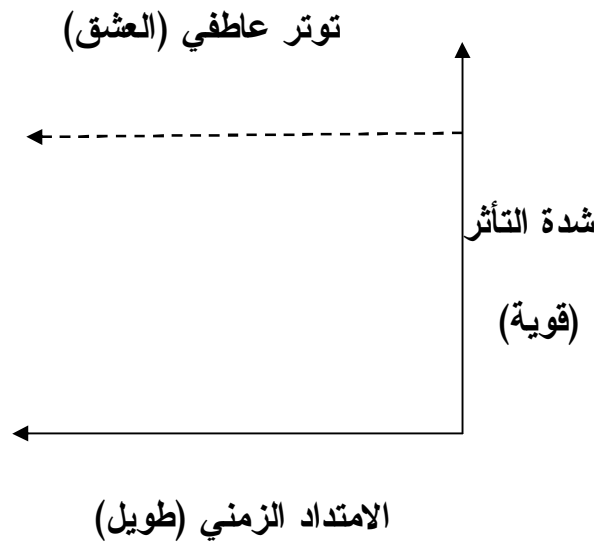 توتر عاطفي (العشق)
شدة التأثر
(قوية)
الامتداد الزمني (طويل)